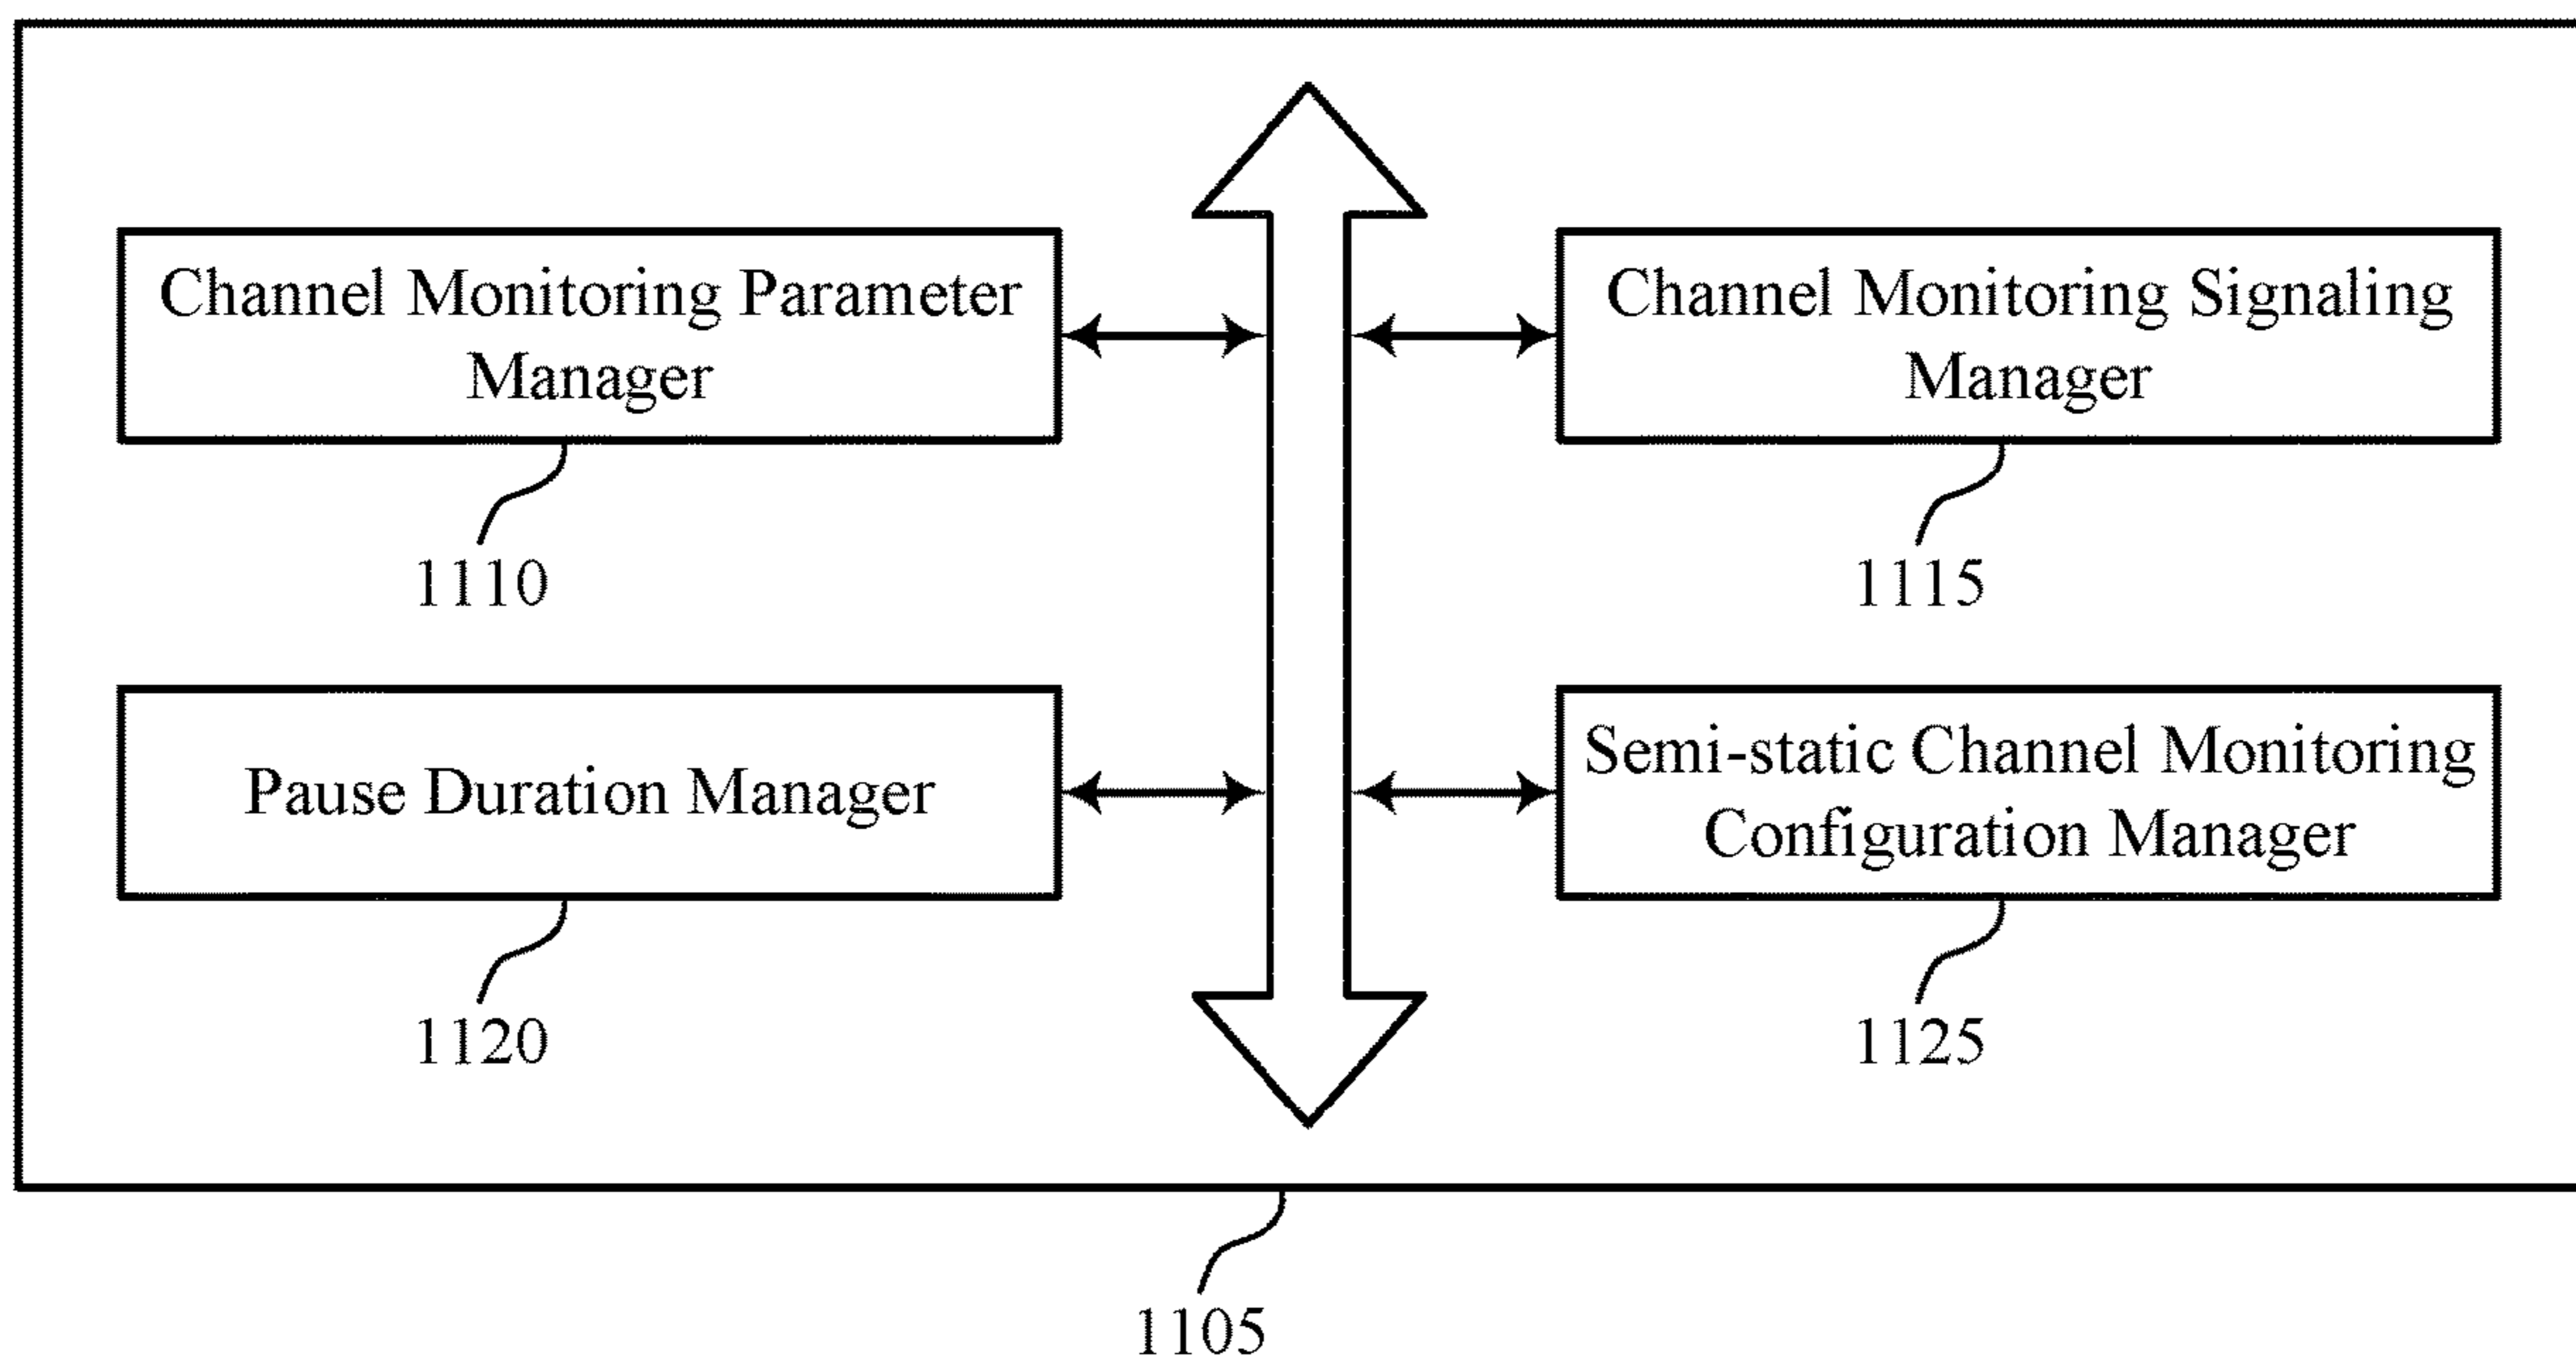 Channel Monitoring Parameter
Manager
1110
Channel Monitoring Signaling
Manager
1115
Pause Duration Manager
1120
Semi-static Channel Monitoring
Configuration Manager
1125
1105